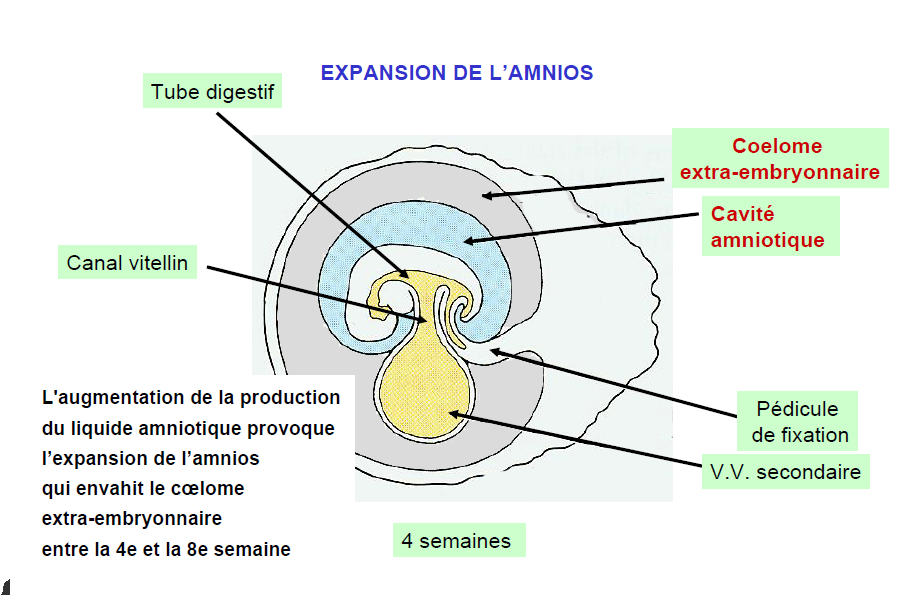 EXPANSION DE L’AMNIOS
Tube digestif
Coelome
extra-embryonnaire
Cavité
amniotique
Canal vitellin
L'augmentation de la production
du liquide amniotique provoque
l’expansion de l’amnios
qui envahit le cœlome
extra-embryonnaire
entre la 4e et la 8e semaine
Pédicule
de fixation
V.V. secondaire
4 semaines